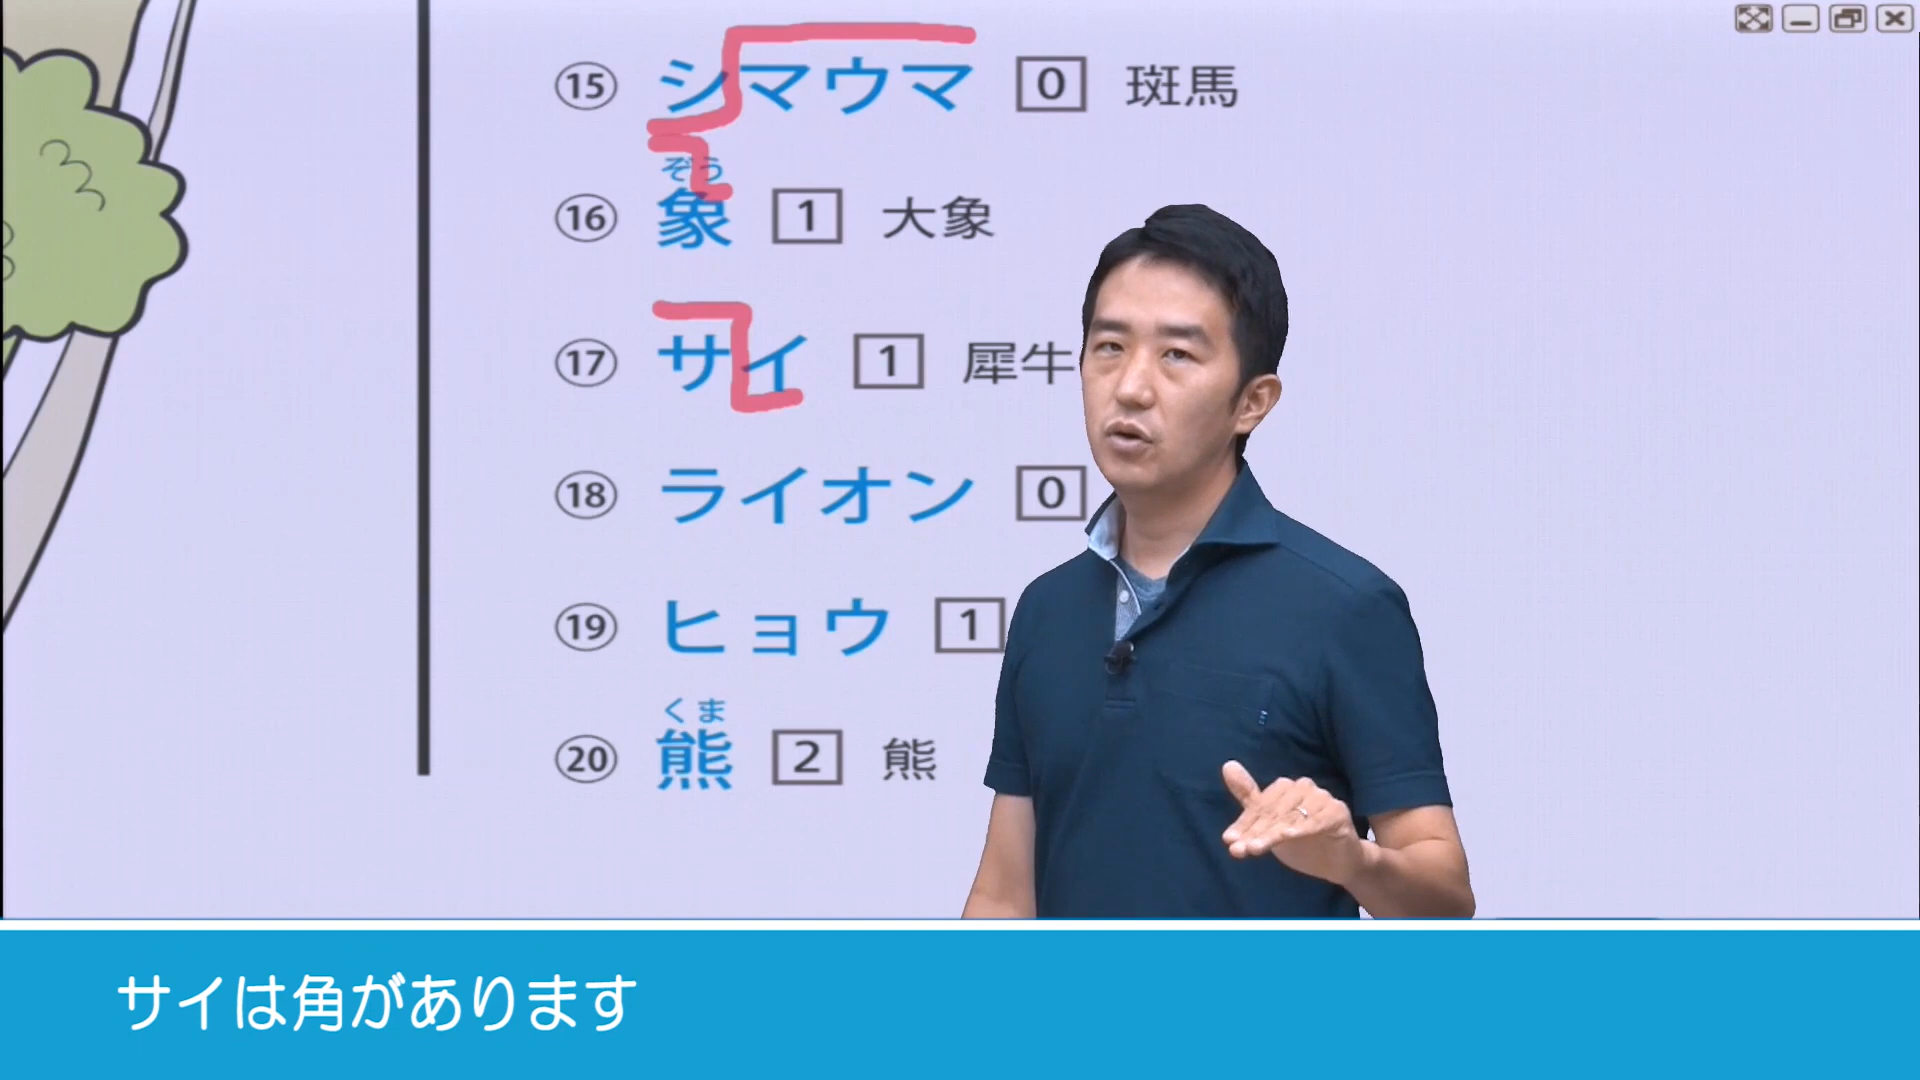 ⑮ シマウマ 0 斑馬
ぞう
⑯ 象 1 大象
⑰ サイ 1 犀牛
⑱ ライオン 0
⑲ ヒョウ 1
くま
⑳ 熊 2 熊
サイは角があります